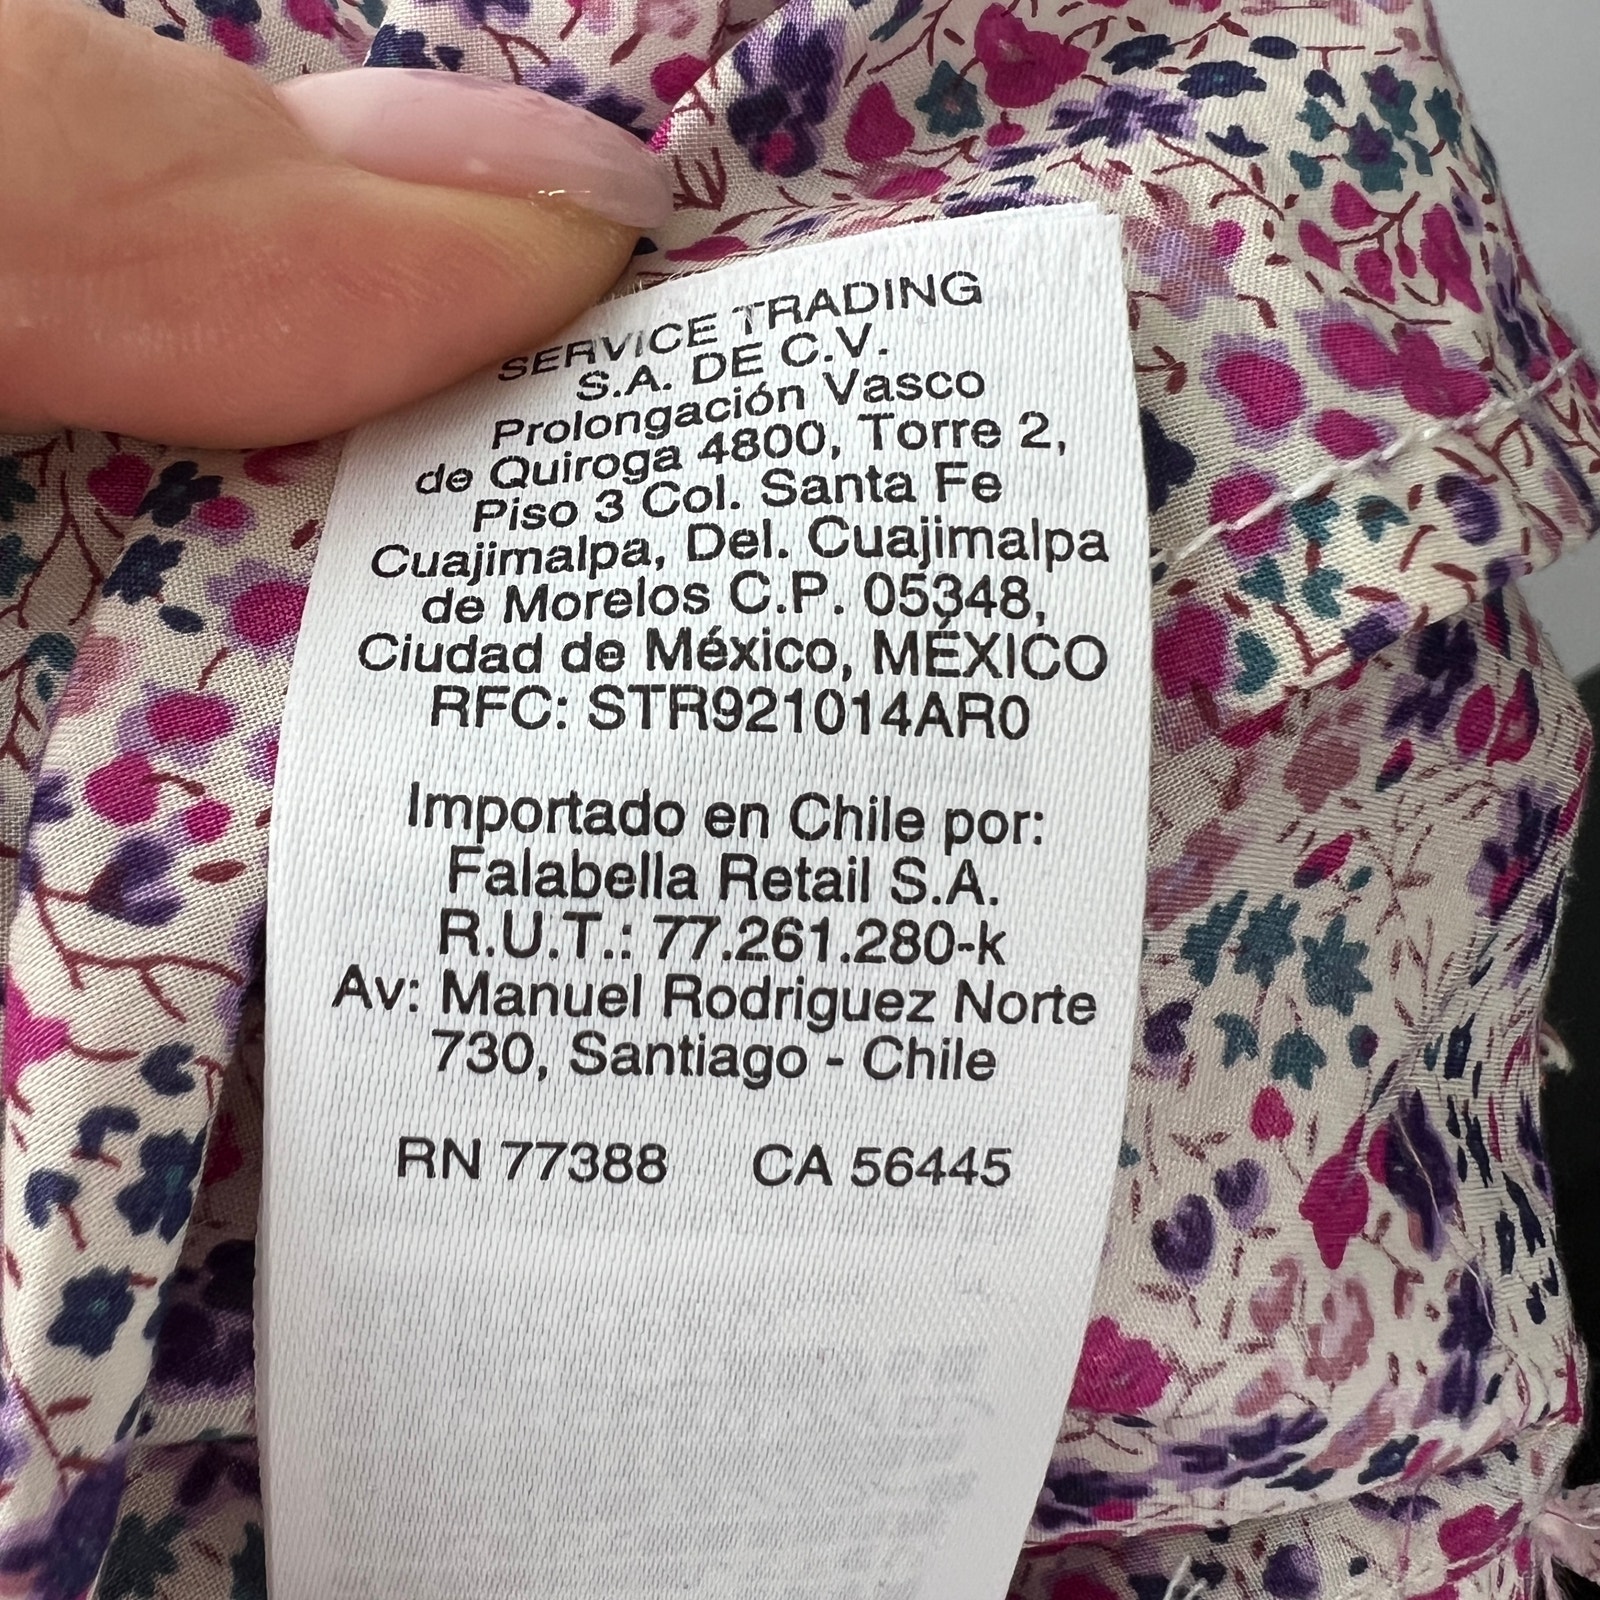 SERVICE TRADING
S.A. DE C.V.
Prolongación Vasco
de Quiroga 4800, Torre 2,
Piso 3 Col. Santa Fe
Cuajimalpa, Del. Cuajimalpa
de Morelos C.P. 05348,
Ciudad de México, MÉXICO
RFC: STR921014AR0
Importado en Chile por:
Falabella Retail S.A.
R.U.T.: 77.261.280-k
Av: Manuel Rodriguez Norte
730, Santiago - Chile
RN 77388 CA 56445